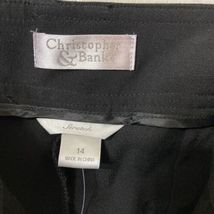 Christopher
& Banks
Stretch
14
MADE IN CHINA